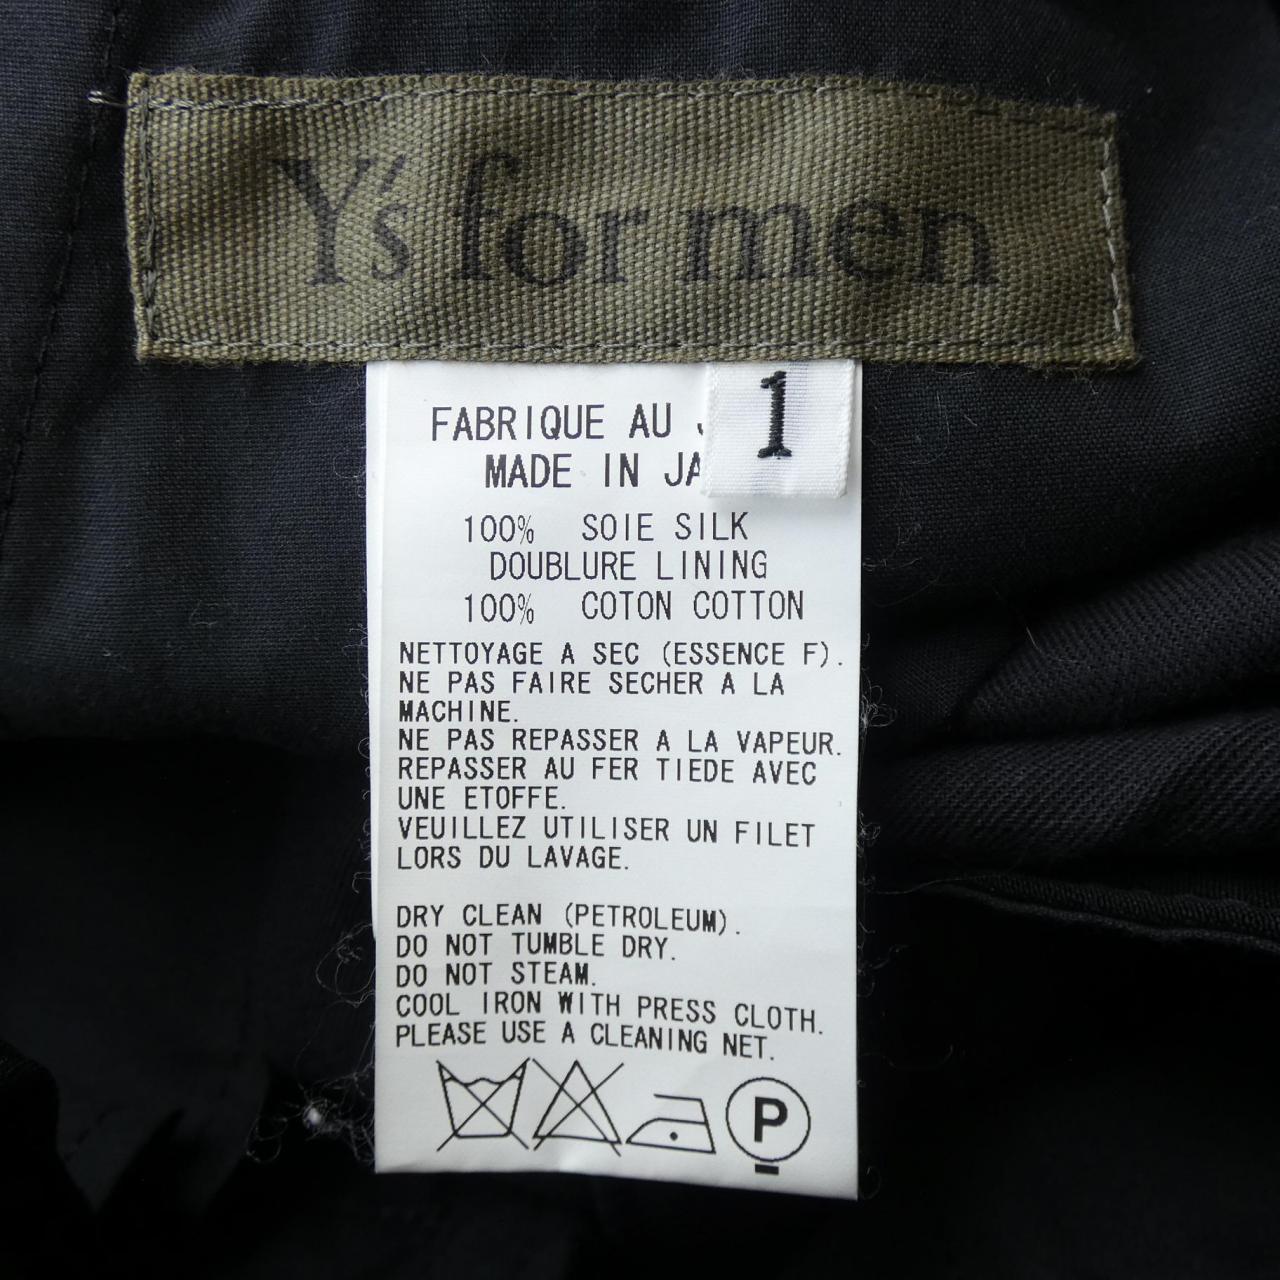 Y's for men
1
FABRIQUE AU
MADE IN
100% SOIE SILK
DOUBLURE LINING
100% COTON COTTON
NETTOYAGE A SEC (ESSENCE F).
NE PAS FAIRE SECHER A LA
MACHINE.
NE PAS REPASSER A LA VAPEUR.
REPASSER AU FER TIEDE AVEC
UNE ETOFFE.
VEUILLEZ UTILISER UN FILET
LORS DU LAVAGE.
DRY CLEAN (PETROLEUM).
DO NOT TUMBLE DRY.
DO NOT STEAM.
COOL IRON WITH PRESS CLOTH.
PLEASE USE A CLEANING NET.
P